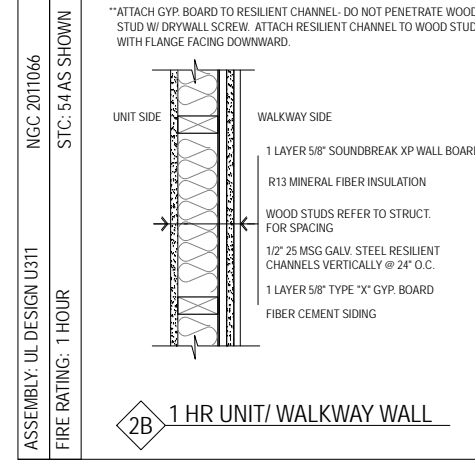 **ATTACH GYP. BOARD TO RESILIENT CHANNEL- DO NOT PENETRATE WOOD
STUD W/ DRYWALL SCREW. ATTACH RESILIENT CHANNEL TO WOOD STUD
WITH FLANGE FACING DOWNWARD.
ASSEMBLY: UL DESIGN U311
NGC 2011066
FIRE RATING: 1 HOUR
STC: 54 AS SHOWN
UNIT SIDE
WALKWAY SIDE
1 LAYER 5/8" SOUNDBREAK XP WALL BOARD
R13 MINERAL FIBER INSULATION
WOOD STUDS REFER TO STRUCT.
FOR SPACING
1/2" 25 MSG GALV. STEEL RESILIENT
CHANNELS VERTICALLY @ 24" O.C.
1 LAYER 5/8" TYPE "X" GYP. BOARD
FIBER CEMENT SIDING
2B
1 HR UNIT/ WALKWAY WALL